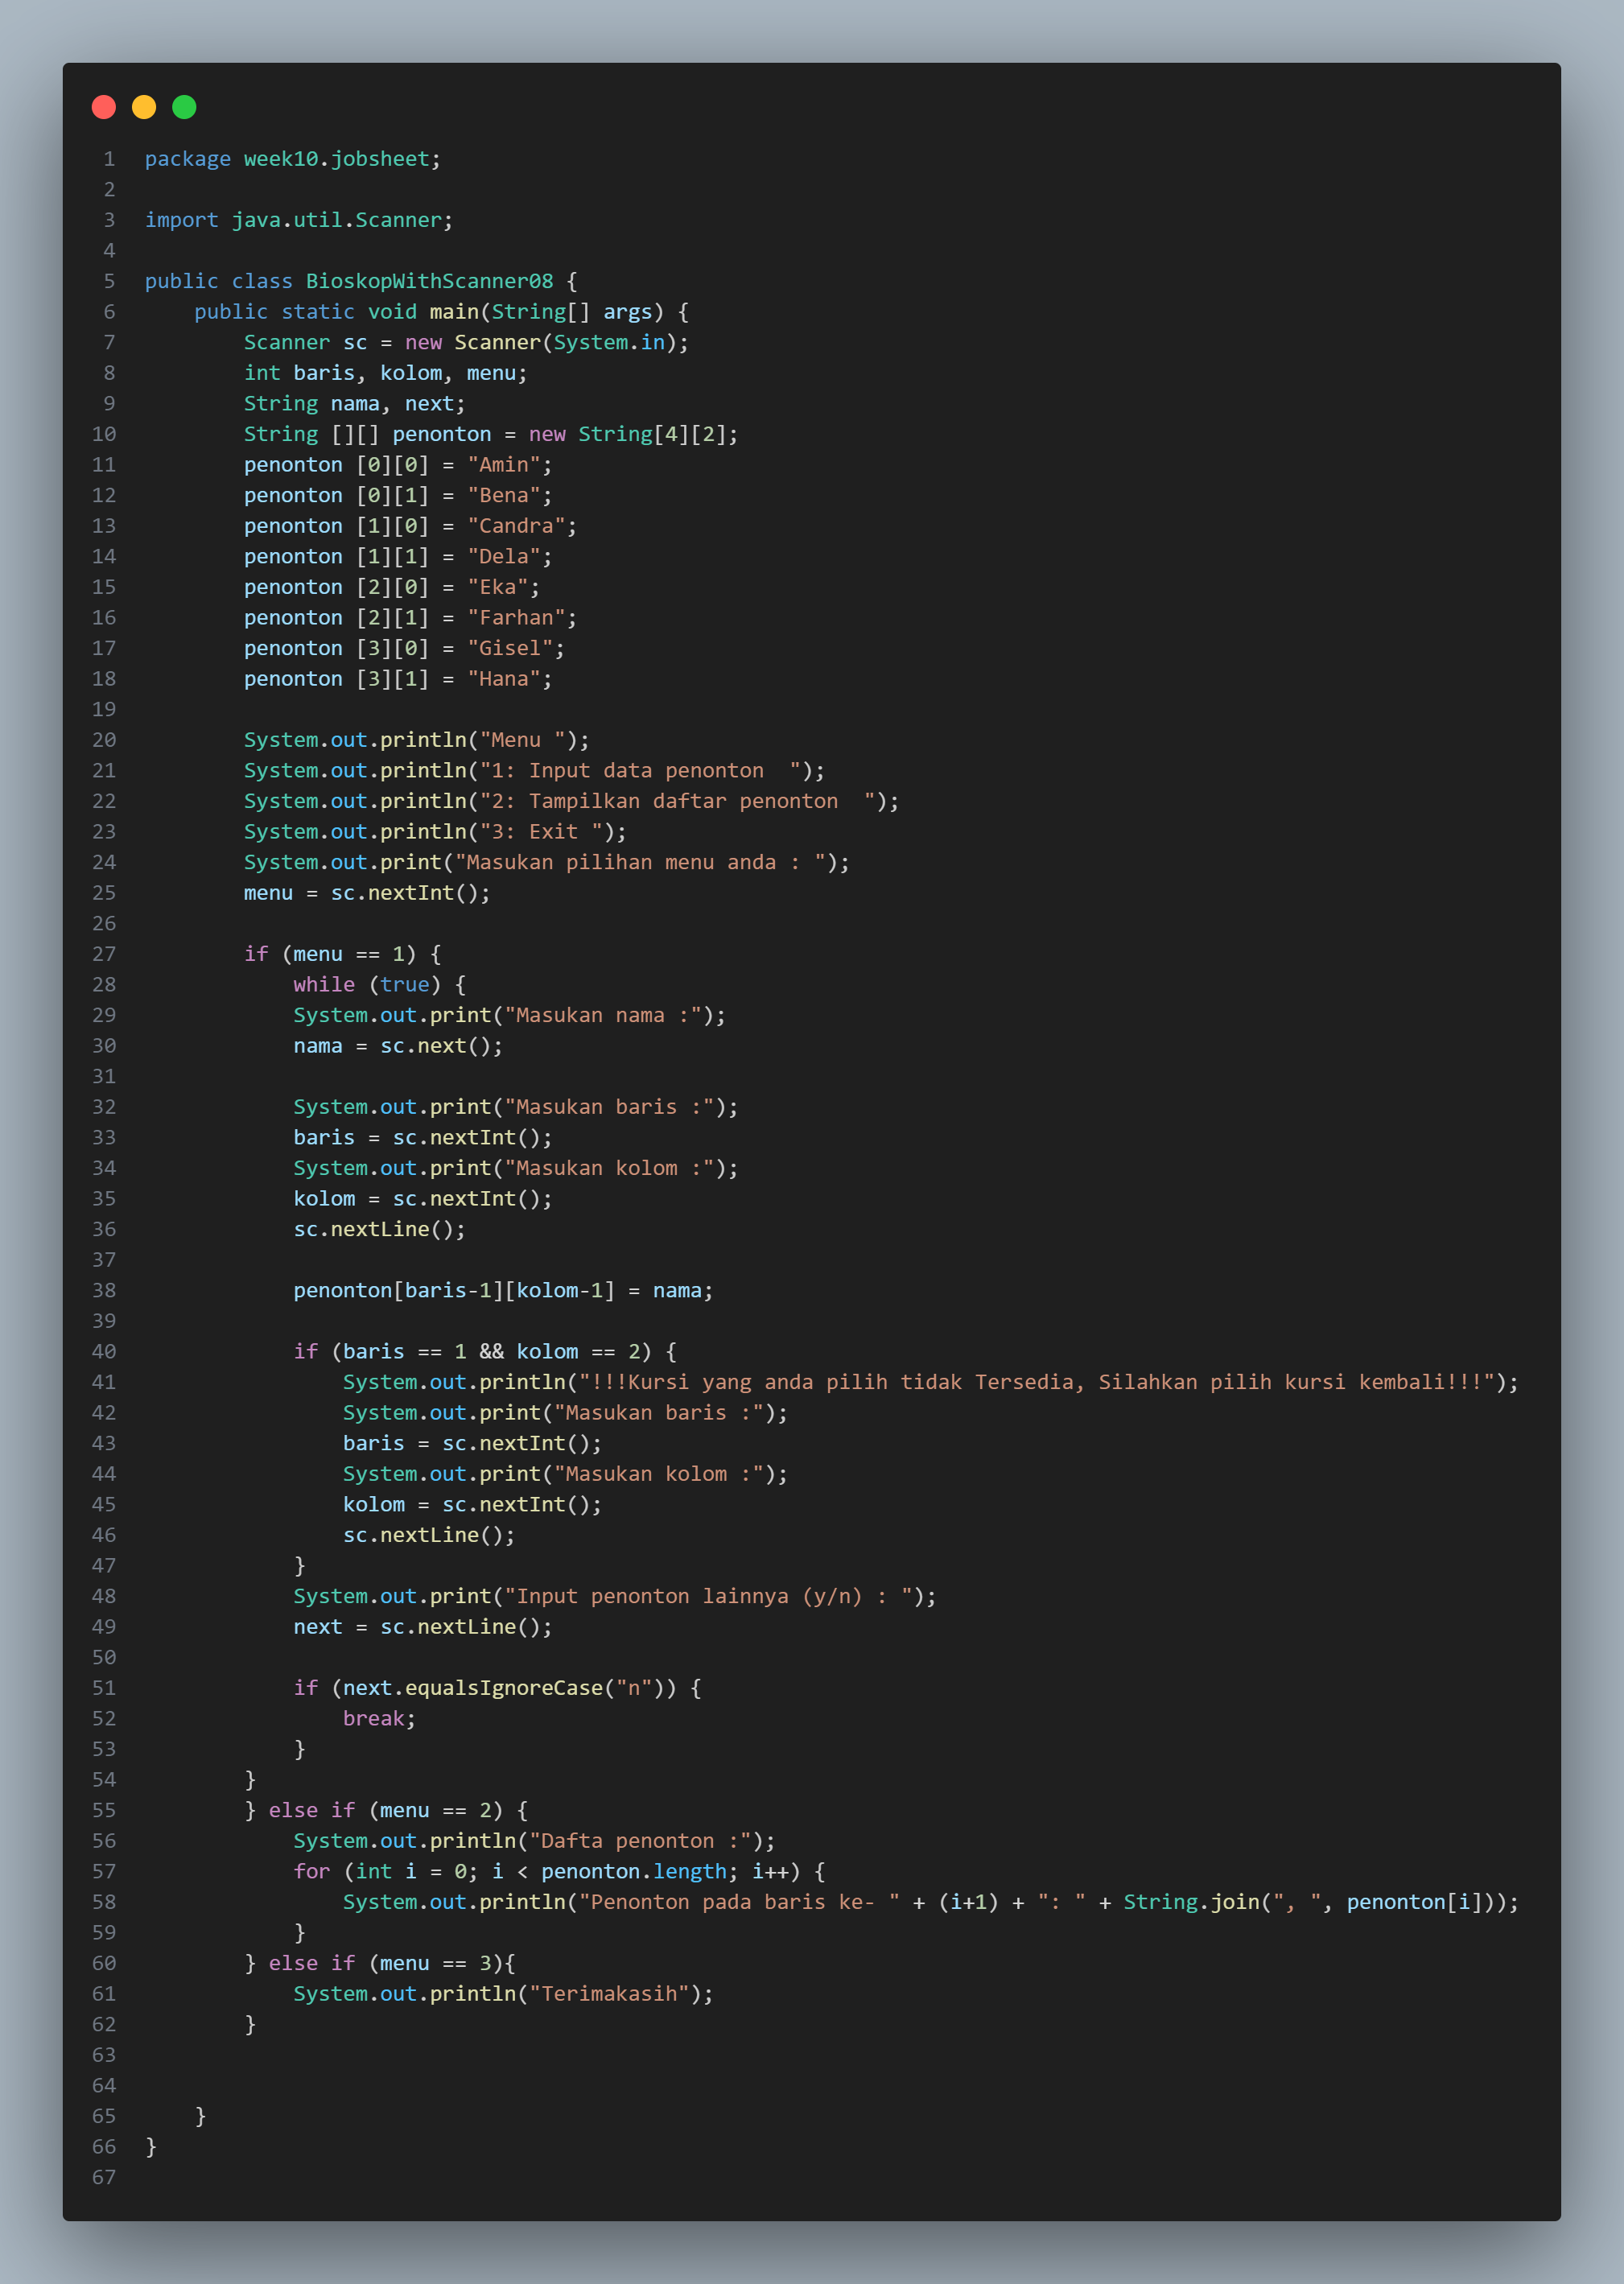 1 package week10.jobsheet;
2
3 import java.util.Scanner;
4
5 public class BioskopWithScanner08 {
6     public static void main(String[] args) {
7         Scanner sc = new Scanner(System.in);
8         int baris, kolom, menu;
9         String nama, next;
10         String [][] penonton = new String[4][2];
11         penonton [0][0] = "Amin";
12         penonton [0][1] = "Bena";
13         penonton [1][0] = "Candra";
14         penonton [1][1] = "Dela";
15         penonton [2][0] = "Eka";
16         penonton [2][1] = "Farhan";
17         penonton [3][0] = "Gisel";
18         penonton [3][1] = "Hana";
19
20         System.out.println("Menu ");
21         System.out.println("1: Input data penonton  ");
22         System.out.println("2: Tampilkan daftar penonton  ");
23         System.out.println("3: Exit ");
24         System.out.print("Masukan pilihan menu anda : ");
25         menu = sc.nextInt();
26
27         if (menu == 1) {
28             while (true) {
29             System.out.print("Masukan nama :");
30             nama = sc.next();
31
32             System.out.print("Masukan baris :");
33             baris = sc.nextInt();
34             System.out.print("Masukan kolom :");
35             kolom = sc.nextInt();
36             sc.nextLine();
37
38             penonton[baris-1][kolom-1] = nama;
39
40             if (baris == 1 && kolom == 2) {
41                 System.out.println("!!!Kursi yang anda pilih tidak Tersedia, Silahkan pilih kursi kembali!!!");
42                 System.out.print("Masukan baris :");
43                 baris = sc.nextInt();
44                 System.out.print("Masukan kolom :");
45                 kolom = sc.nextInt();
46                 sc.nextLine();
47             }
48             System.out.print("Input penonton lainnya (y/n) : ");
49             next = sc.nextLine();
50
51             if (next.equalsIgnoreCase("n")) {
52                 break;
53             }
54         }
55         } else if (menu == 2) {
56             System.out.println("Dafta penonton :");
57             for (int i = 0; i < penonton.length; i++) {
58                 System.out.println("Penonton pada baris ke- " + (i+1) + ": " + String.join(", ", penonton[i]));
59             }
60         } else if (menu == 3){
61             System.out.println("Terimakasih");
62         }
63
64
65     }
66 }
67